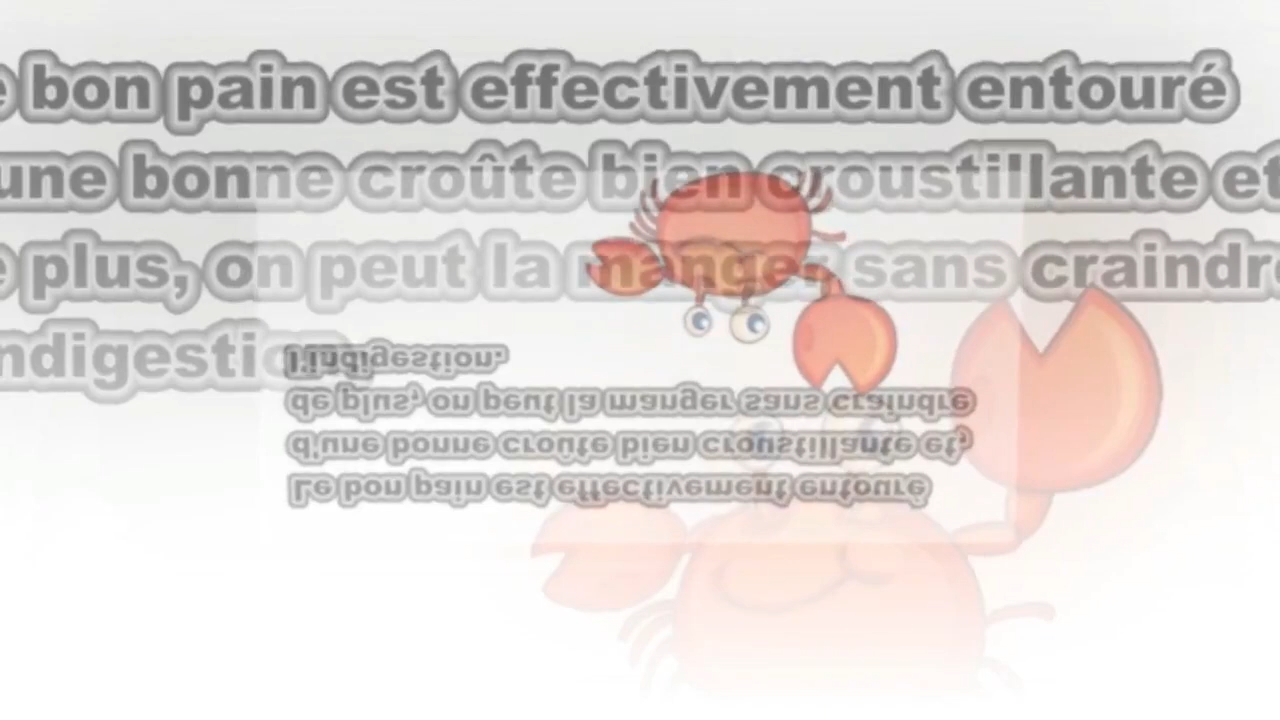 e bon pain est effectivement entouré
une bonne croûte bien croustillante et
e plus, on peut la manger sans craindre
ndigestio
l'indigestion.
de plus, on peut la manger sans craindre
d'une bonne croûte bien croustillante et,
Le bon pain est effectivement entouré